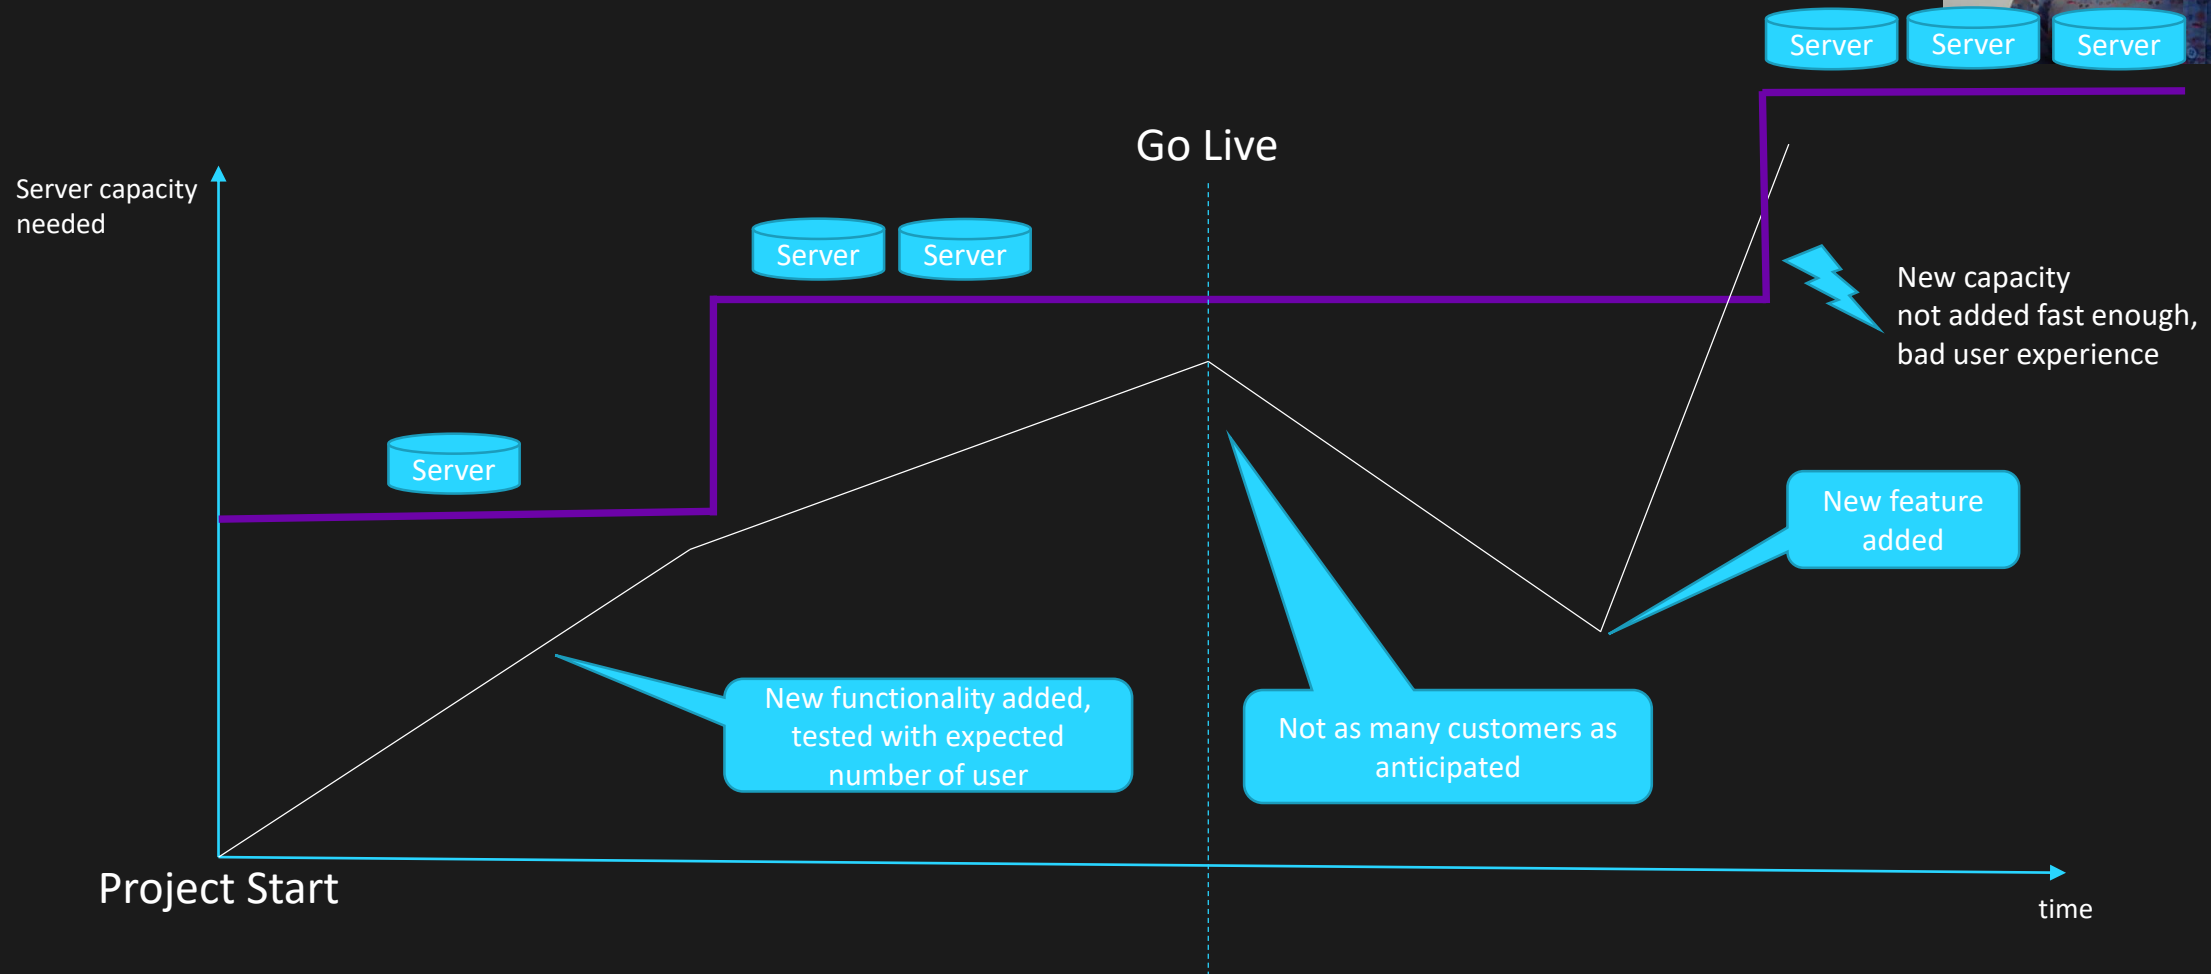 Server
Server
Server
Go Live
Server capacity
needed
Server
Server
New capacity
not added fast enough,
bad user experience
Server
New feature
added
New functionality added,
tested with expected
number of user
Not as many customers as
anticipated
Project Start
time